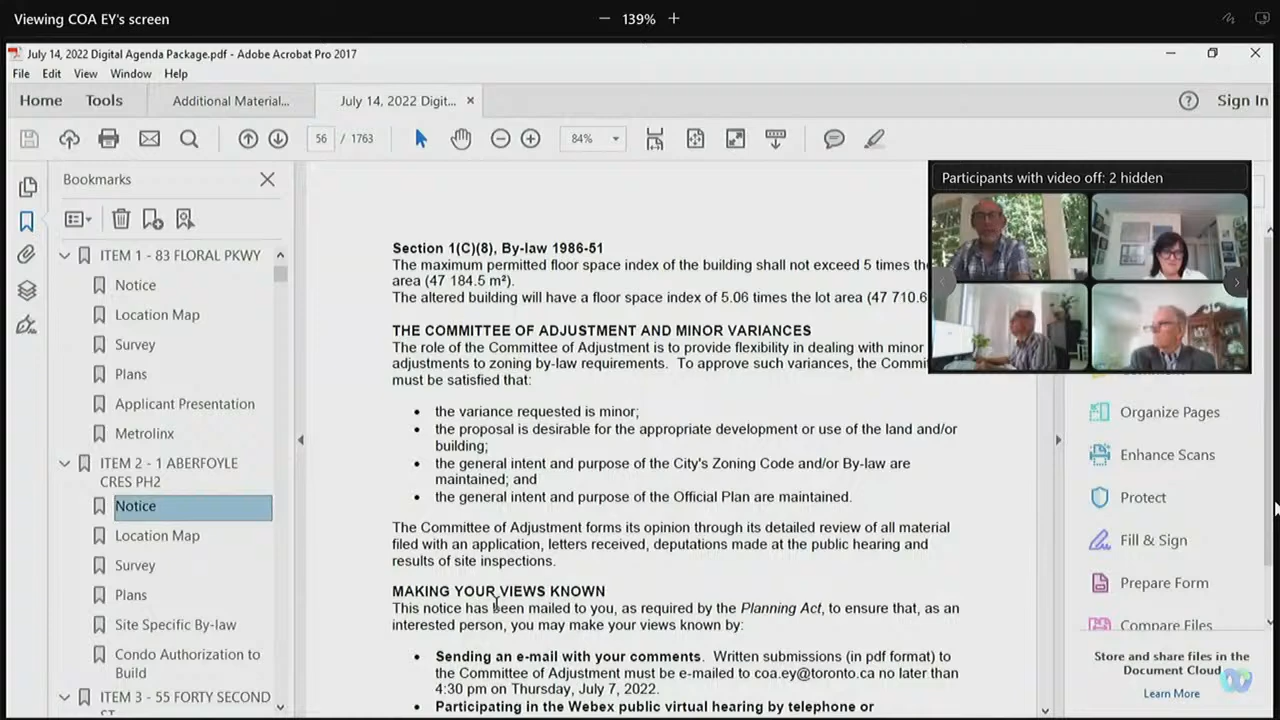 Viewing COA EY's screen
139%
July 14, 2022 Digital Agenda Package.pdf - Adobe Acrobat Pro 2017
File Edit View Window Help
Home Tools Additional Material... July 14, 2022 Digit... Sign In
56 / 1763 84%
Bookmarks
ITEM 1 - 83 FLORAL PKWY
Notice
Location Map
Survey
Plans
Applicant Presentation
Metrolinx
ITEM 2 - 1 ABERFOYLE
CRES PH2
Notice
Location Map
Survey
Plans
Site Specific By-law
Condo Authorization to
Build
ITEM 3 - 55 FORTY SECOND
Section 1(C)(8), By-law 1986-51
The maximum permitted floor space index of the building shall not exceed 5 times the
area (47 184.5 m²).
The altered building will have a floor space index of 5.06 times the lot area (47 710.6
THE COMMITTEE OF ADJUSTMENT AND MINOR VARIANCES
The role of the Committee of Adjustment is to provide flexibility in dealing with minor
adjustments to zoning by-law requirements. To approve such variances, the Commi
must be satisfied that:
• the variance requested is minor;
• the proposal is desirable for the appropriate development or use of the land and/or
building;
• the general intent and purpose of the City's Zoning Code and/or By-law are
maintained; and
• the general intent and purpose of the Official Plan are maintained.
The Committee of Adjustment forms its opinion through its detailed review of all material
filed with an application, letters received, deputations made at the public hearing and
results of site inspections.
MAKING YOUR VIEWS KNOWN
This notice has been mailed to you, as required by the Planning Act, to ensure that, as an
interested person, you may make your views known by:
• Sending an e-mail with your comments. Written submissions (in pdf format) to
the Committee of Adjustment must be e-mailed to coa.ey@toronto.ca no later than
4:30 pm on Thursday, July 7, 2022.
• Participating in the Webex public virtual hearing by telephone or
Participants with video off: 2 hidden
Organize Pages
Enhance Scans
Protect
Fill & Sign
Prepare Form
Compare Files
Store and share files in the
Document Cloud
Learn More